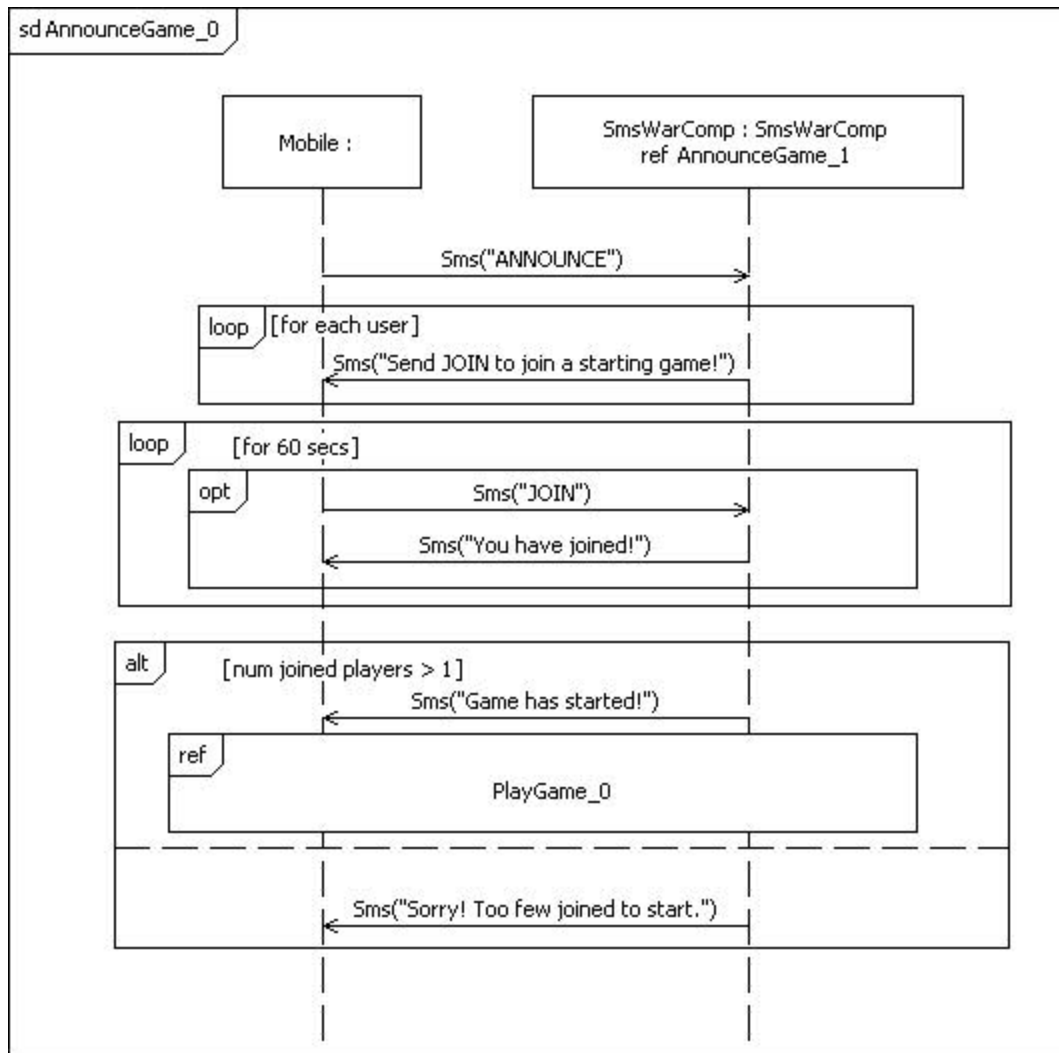 sd AnnounceGame_0
Mobile :
SmsWarComp : SmsWarComp
ref AnnounceGame_1
Sms("ANNOUNCE")
loop
[for each user]
Sms("Send JOIN to join a starting game!")
loop
[for 60 secs]
opt
Sms("JOIN")
Sms("You have joined!")
alt
[num joined players > 1]
Sms("Game has started!")
ref
PlayGame_0
Sms("Sorry! Too few joined to start.")